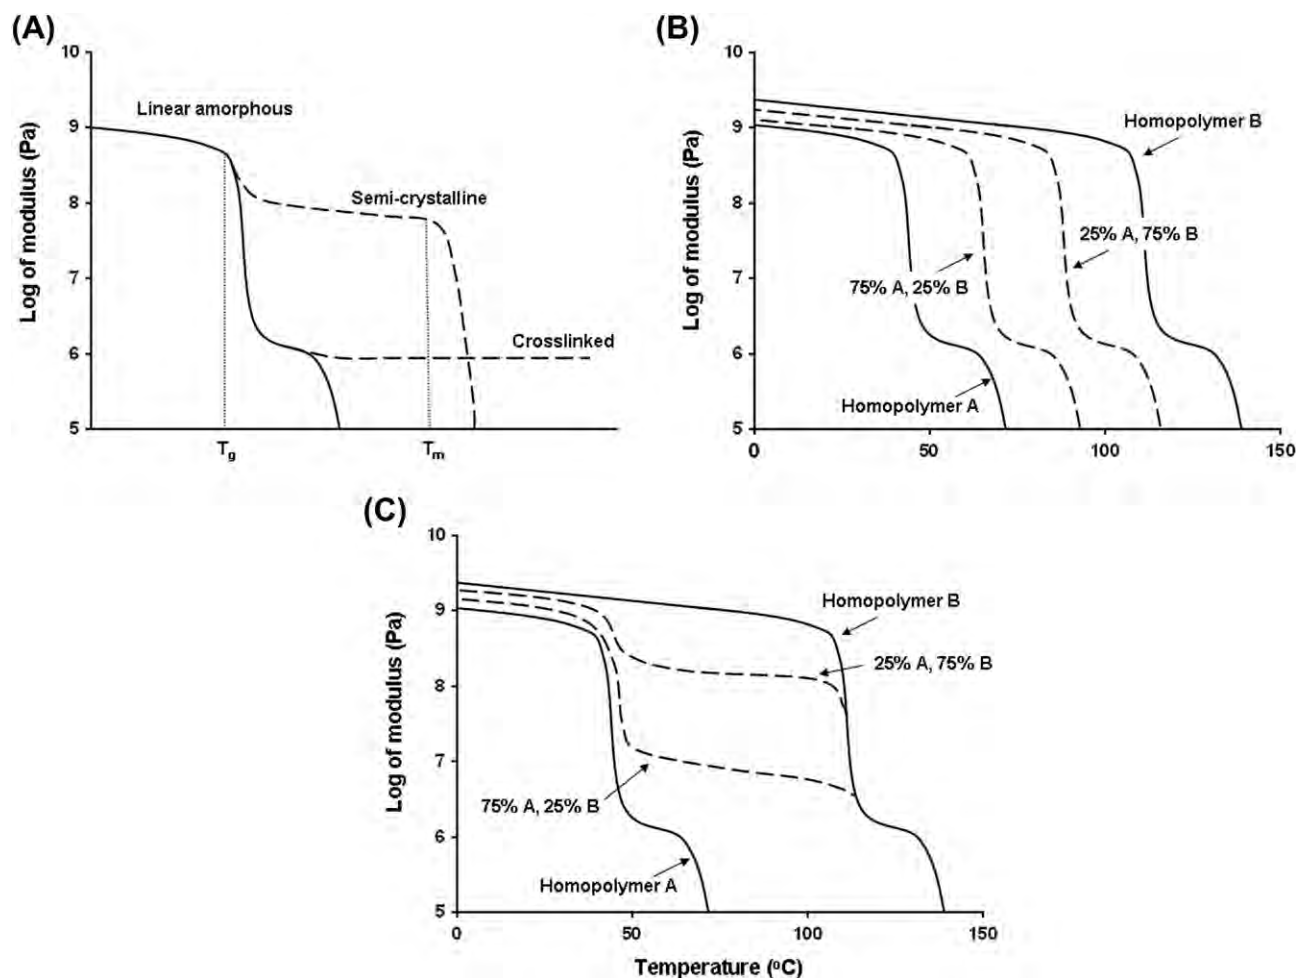 (A)
10
9
8
7
6
5
Log of modulus (Pa)
Linear amorphous
Semi-crystalline
Crosslinked
Tg
Tm
(B)
10
9
8
7
6
5
Log of modulus (Pa)
Homopolymer B
25% A, 75% B
75% A, 25% B
Homopolymer A
0
50
100
150
(C)
10
9
8
7
6
5
Log of modulus (Pa)
Homopolymer B
25% A, 75% B
75% A, 25% B
Homopolymer A
0
50
100
150
Temperature (ºC)